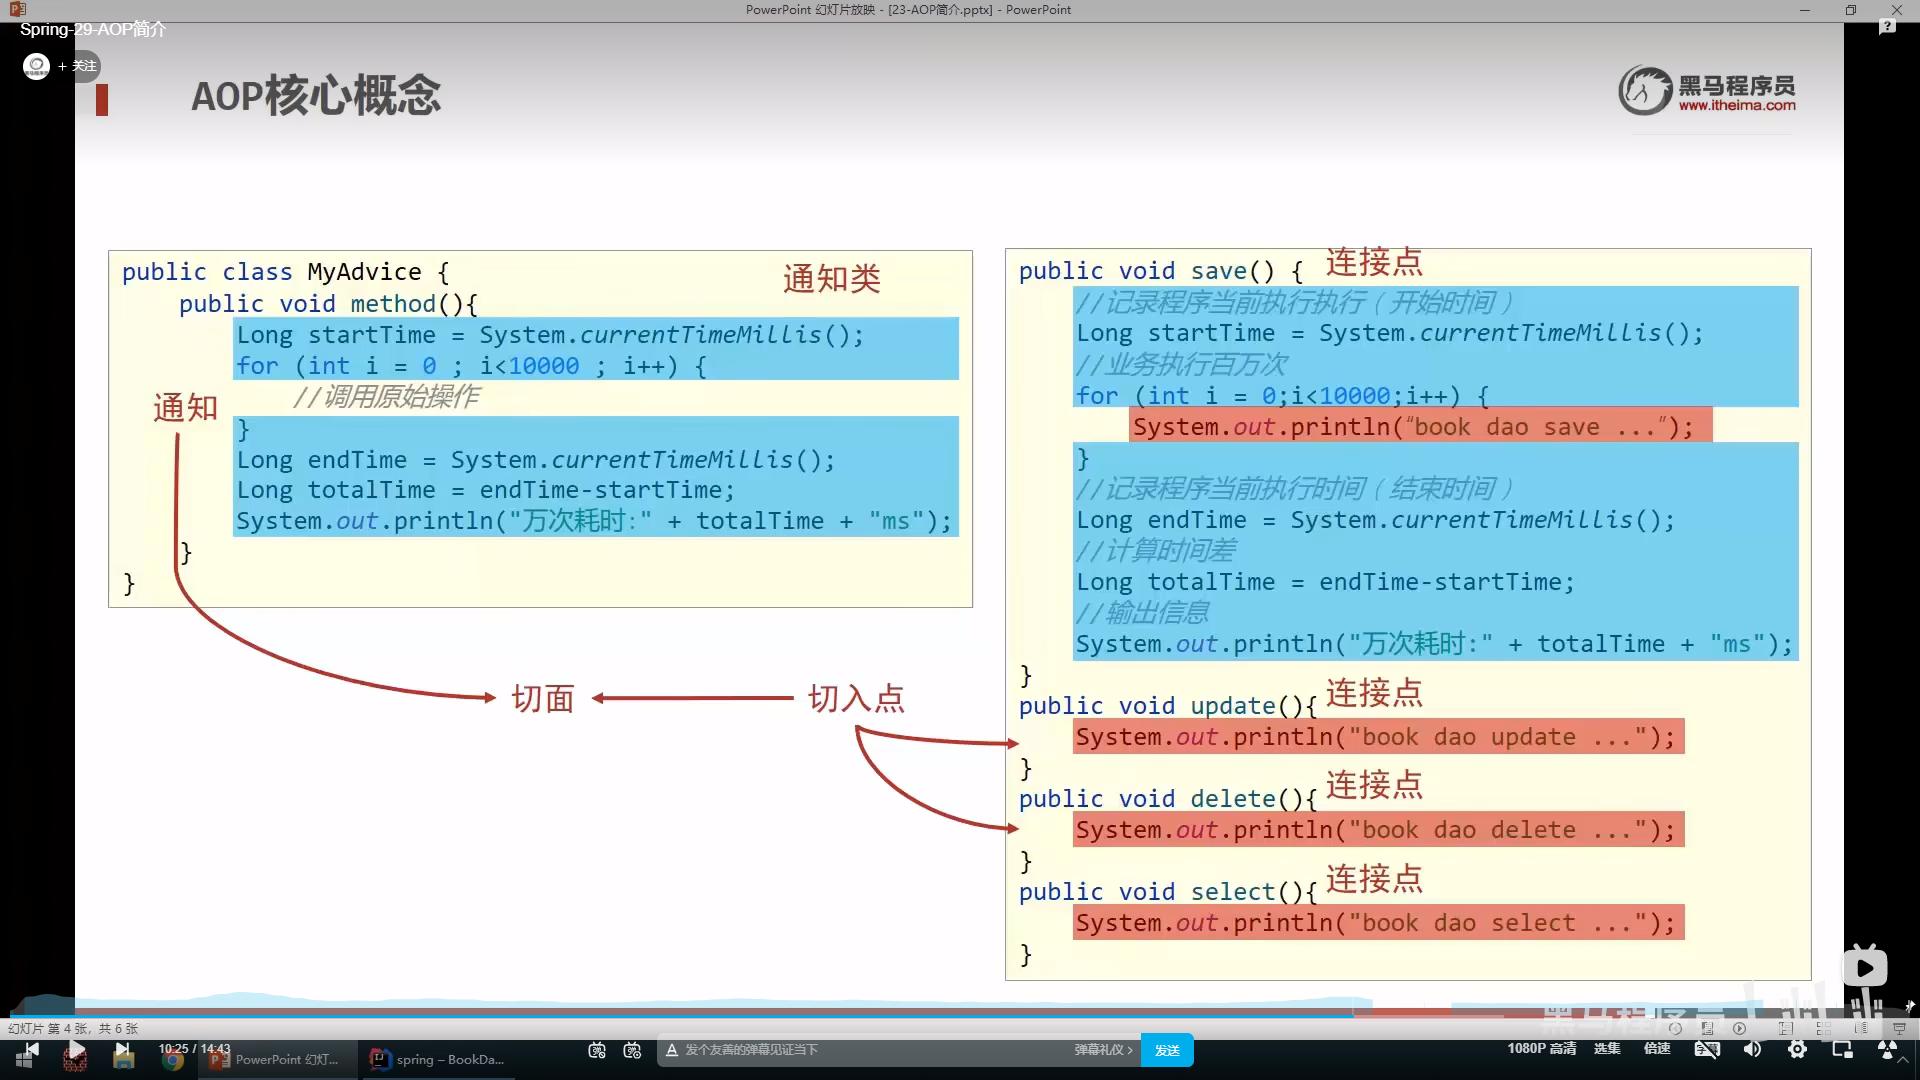 PowerPoint 幻灯片放映 - [23-AOP简介.pptx] - PowerPoint
Spring-29-AOP简介
+ 关注
AOP核心概念
黑马程序员
www.itheima.com
public class MyAdvice {
通知类
public void method(){
Long startTime = System.currentTimeMillis();
for (int i = 0 ; i<10000 ; i++) {
//调用原始操作
通知
}
Long endTime = System.currentTimeMillis();
Long totalTime = endTime-startTime;
System.out.println("万次耗时:" + totalTime + "ms");
}
}
切面
切入点
public void save() {
连接点
//记录程序当前执行执行（开始时间）
Long startTime = System.currentTimeMillis();
//业务执行百万次
for (int i = 0;i<10000;i++) {
System.out.println(“book dao save ...”);
}
//记录程序当前执行时间（结束时间）
Long endTime = System.currentTimeMillis();
//计算时间差
Long totalTime = endTime-startTime;
//输出信息
System.out.println("万次耗时:" + totalTime + "ms");
}
连接点
public void update(){
System.out.println("book dao update ...");
}
连接点
public void delete(){
System.out.println("book dao delete ...");
}
连接点
public void select(){
System.out.println("book dao select ...");
}
黑马程序员
幻灯片 第 4 张，共 6 张
10:25 / 14:43
PowerPoint 幻灯...
spring – BookDa...
发个友善的弹幕见证当下
弹幕礼仪 >
发送
1080P 高清
选集
倍速